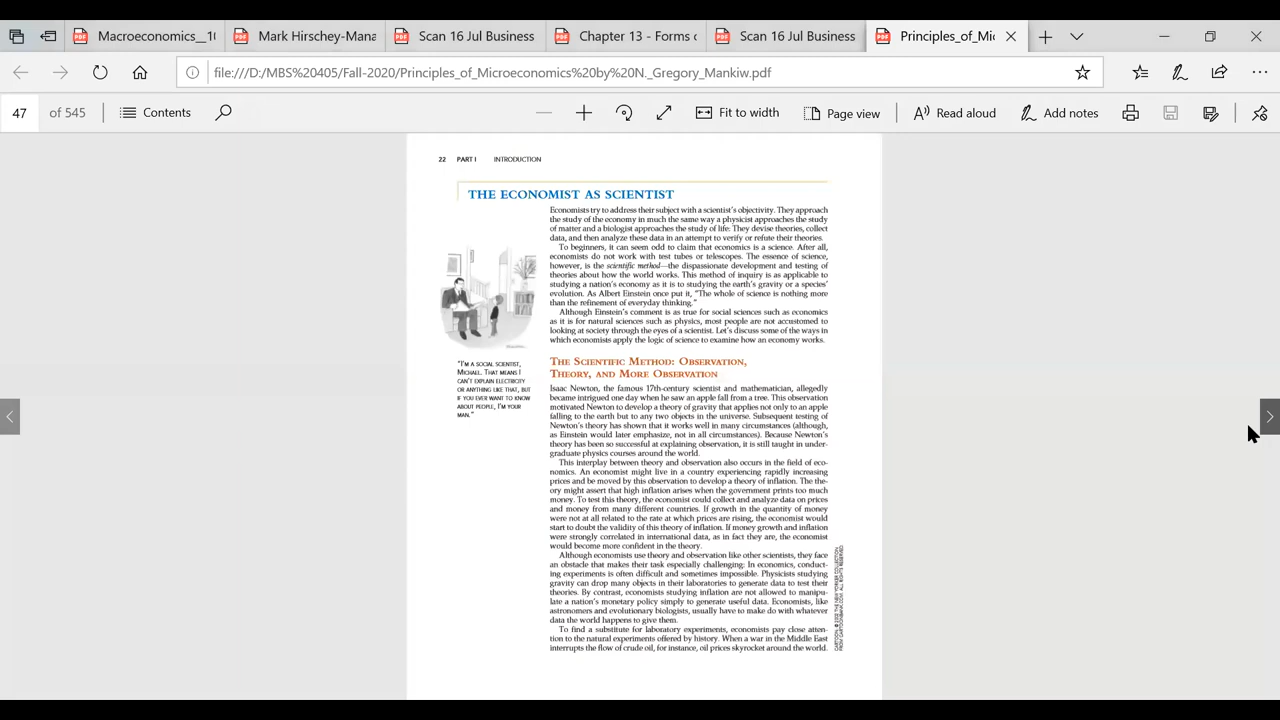 Macroeconomics__10
Mark Hirschey-Mana
Scan 16 Jul Business
Chapter 13 - Forms o
Scan 16 Jul Business
Principles_of_Mic
file:///D:/MBS%20405/Fall-2020/Principles_of_Microeconomics%20by%20N._Gregory_Mankiw.pdf
47 of 545 Contents Fit to width Page view Read aloud Add notes
22 PART I INTRODUCTION
THE ECONOMIST AS SCIENTIST
Economists try to address their subject with a scientist's objectivity. They approach
the study of the economy in much the same way a physicist approaches the study
of matter and a biologist approaches the study of life: They devise theories, collect
data, and then analyze these data in an attempt to verify or refute their theories.
To beginners, it can seem odd to claim that economics is a science. After all,
economists do not work with test tubes or telescopes. The essence of science,
however, is the scientific method—the dispassionate development and testing of
theories about how the world works. This method of inquiry is as applicable to
studying a nation's economy as it is to studying the earth's gravity or a species'
evolution. As Albert Einstein once put it, "The whole of science is nothing more
than the refinement of everyday thinking."
Although Einstein's comment is as true for social sciences such as economics
as it is for natural sciences such as physics, most people are not accustomed to
looking at society through the eyes of a scientist. Let's discuss some of the ways in
which economists apply the logic of science to examine how an economy works.
"I'M A SOCIAL SCIENTIST,
MICHAEL. THAT MEANS I
CAN'T EXPLAIN ELECTRICITY
OR ANYTHING LIKE THAT, BUT
IF YOU EVER WANT TO KNOW
ABOUT PEOPLE, I'M YOUR
MAN."
THE SCIENTIFIC METHOD: OBSERVATION,
THEORY, AND MORE OBSERVATION
Isaac Newton, the famous 17th-century scientist and mathematician, allegedly
became intrigued one day when he saw an apple fall from a tree. This observation
motivated Newton to develop a theory of gravity that applies not only to an apple
falling to the earth but to any two objects in the universe. Subsequent testing of
Newton's theory has shown that it works well in many circumstances (although,
as Einstein would later emphasize, not in all circumstances). Because Newton's
theory has been so successful at explaining observation, it is still taught in under-
graduate physics courses around the world.
This interplay between theory and observation also occurs in the field of eco-
nomics. An economist might live in a country experiencing rapidly increasing
prices and be moved by this observation to develop a theory of inflation. The the-
ory might assert that high inflation arises when the government prints too much
money. To test this theory, the economist could collect and analyze data on prices
and money from many different countries. If growth in the quantity of money
were not at all related to the rate at which prices are rising, the economist would
start to doubt the validity of this theory of inflation. If money growth and inflation
were strongly correlated in international data, as in fact they are, the economist
would become more confident in the theory.
Although economists use theory and observation like other scientists, they face
an obstacle that makes their task especially challenging: In economics, conduct-
ing experiments is often difficult and sometimes impossible. Physicists studying
gravity can drop many objects in their laboratories to generate data to test their
theories. By contrast, economists studying inflation are not allowed to manipu-
late a nation's monetary policy simply to generate useful data. Economists, like
astronomers and evolutionary biologists, usually have to make do with whatever
data the world happens to give them.
To find a substitute for laboratory experiments, economists pay close atten-
tion to the natural experiments offered by history. When a war in the Middle East
interrupts the flow of crude oil, for instance, oil prices skyrocket around the world.
CARTOON: © 2002 THE NEW YORKER COLLECTION
FROM CARTOONBANK.COM. ALL RIGHTS RESERVED.